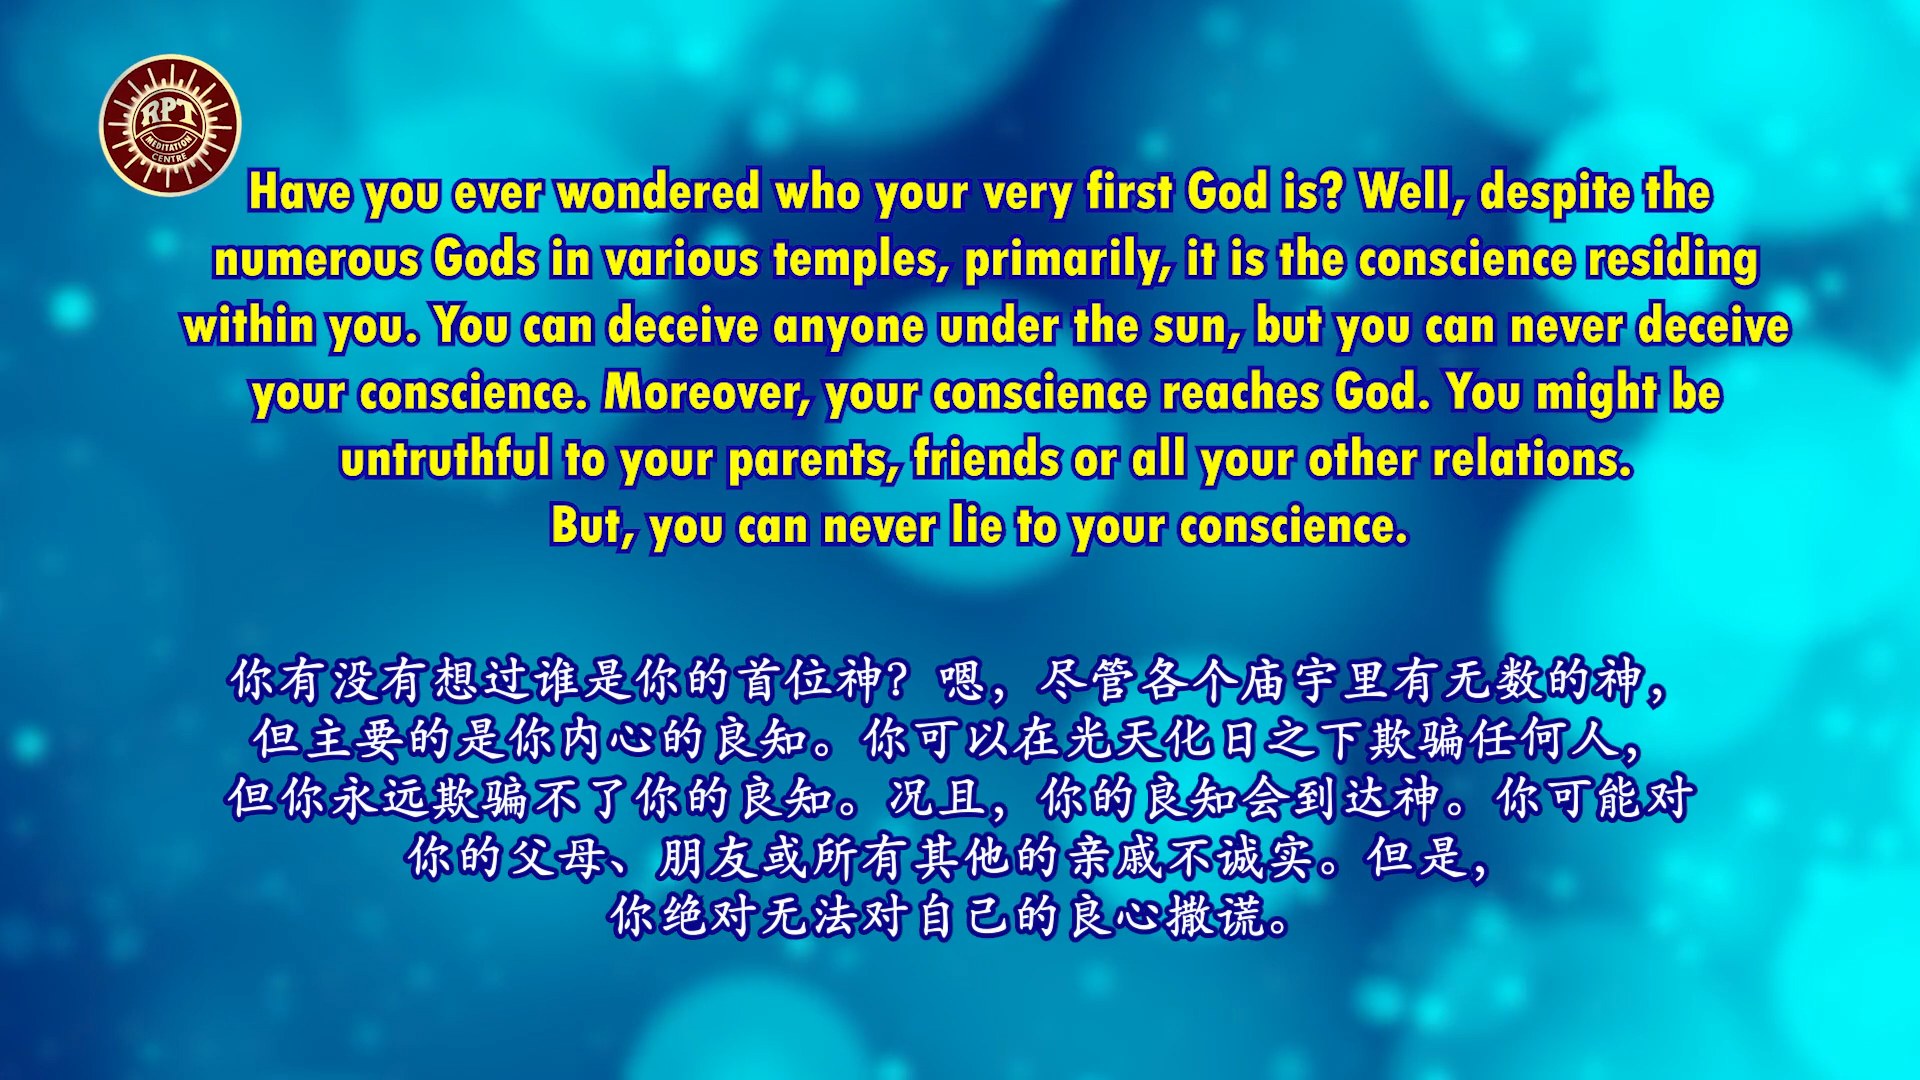 RPT
MEDITATION
CENTRE
Have you ever wondered who your very first God is? Well, despite the
numerous Gods in various temples, primarily, it is the conscience residing
within you. You can deceive anyone under the sun, but you can never deceive
your conscience. Moreover, your conscience reaches God. You might be
untruthful to your parents, friends or all your other relations.
But, you can never lie to your conscience.
你有没有想过谁是你的首位神？嗯，尽管各个庙宇里有无数的神，
但主要的是你内心的良知。你可以在光天化日之下欺骗任何人，
但你永远欺骗不了你的良知。况且，你的良知会到达神。你可能对
你的父母、朋友或所有其他的亲戚不诚实。但是，
你绝对无法对自己的良心撒谎。